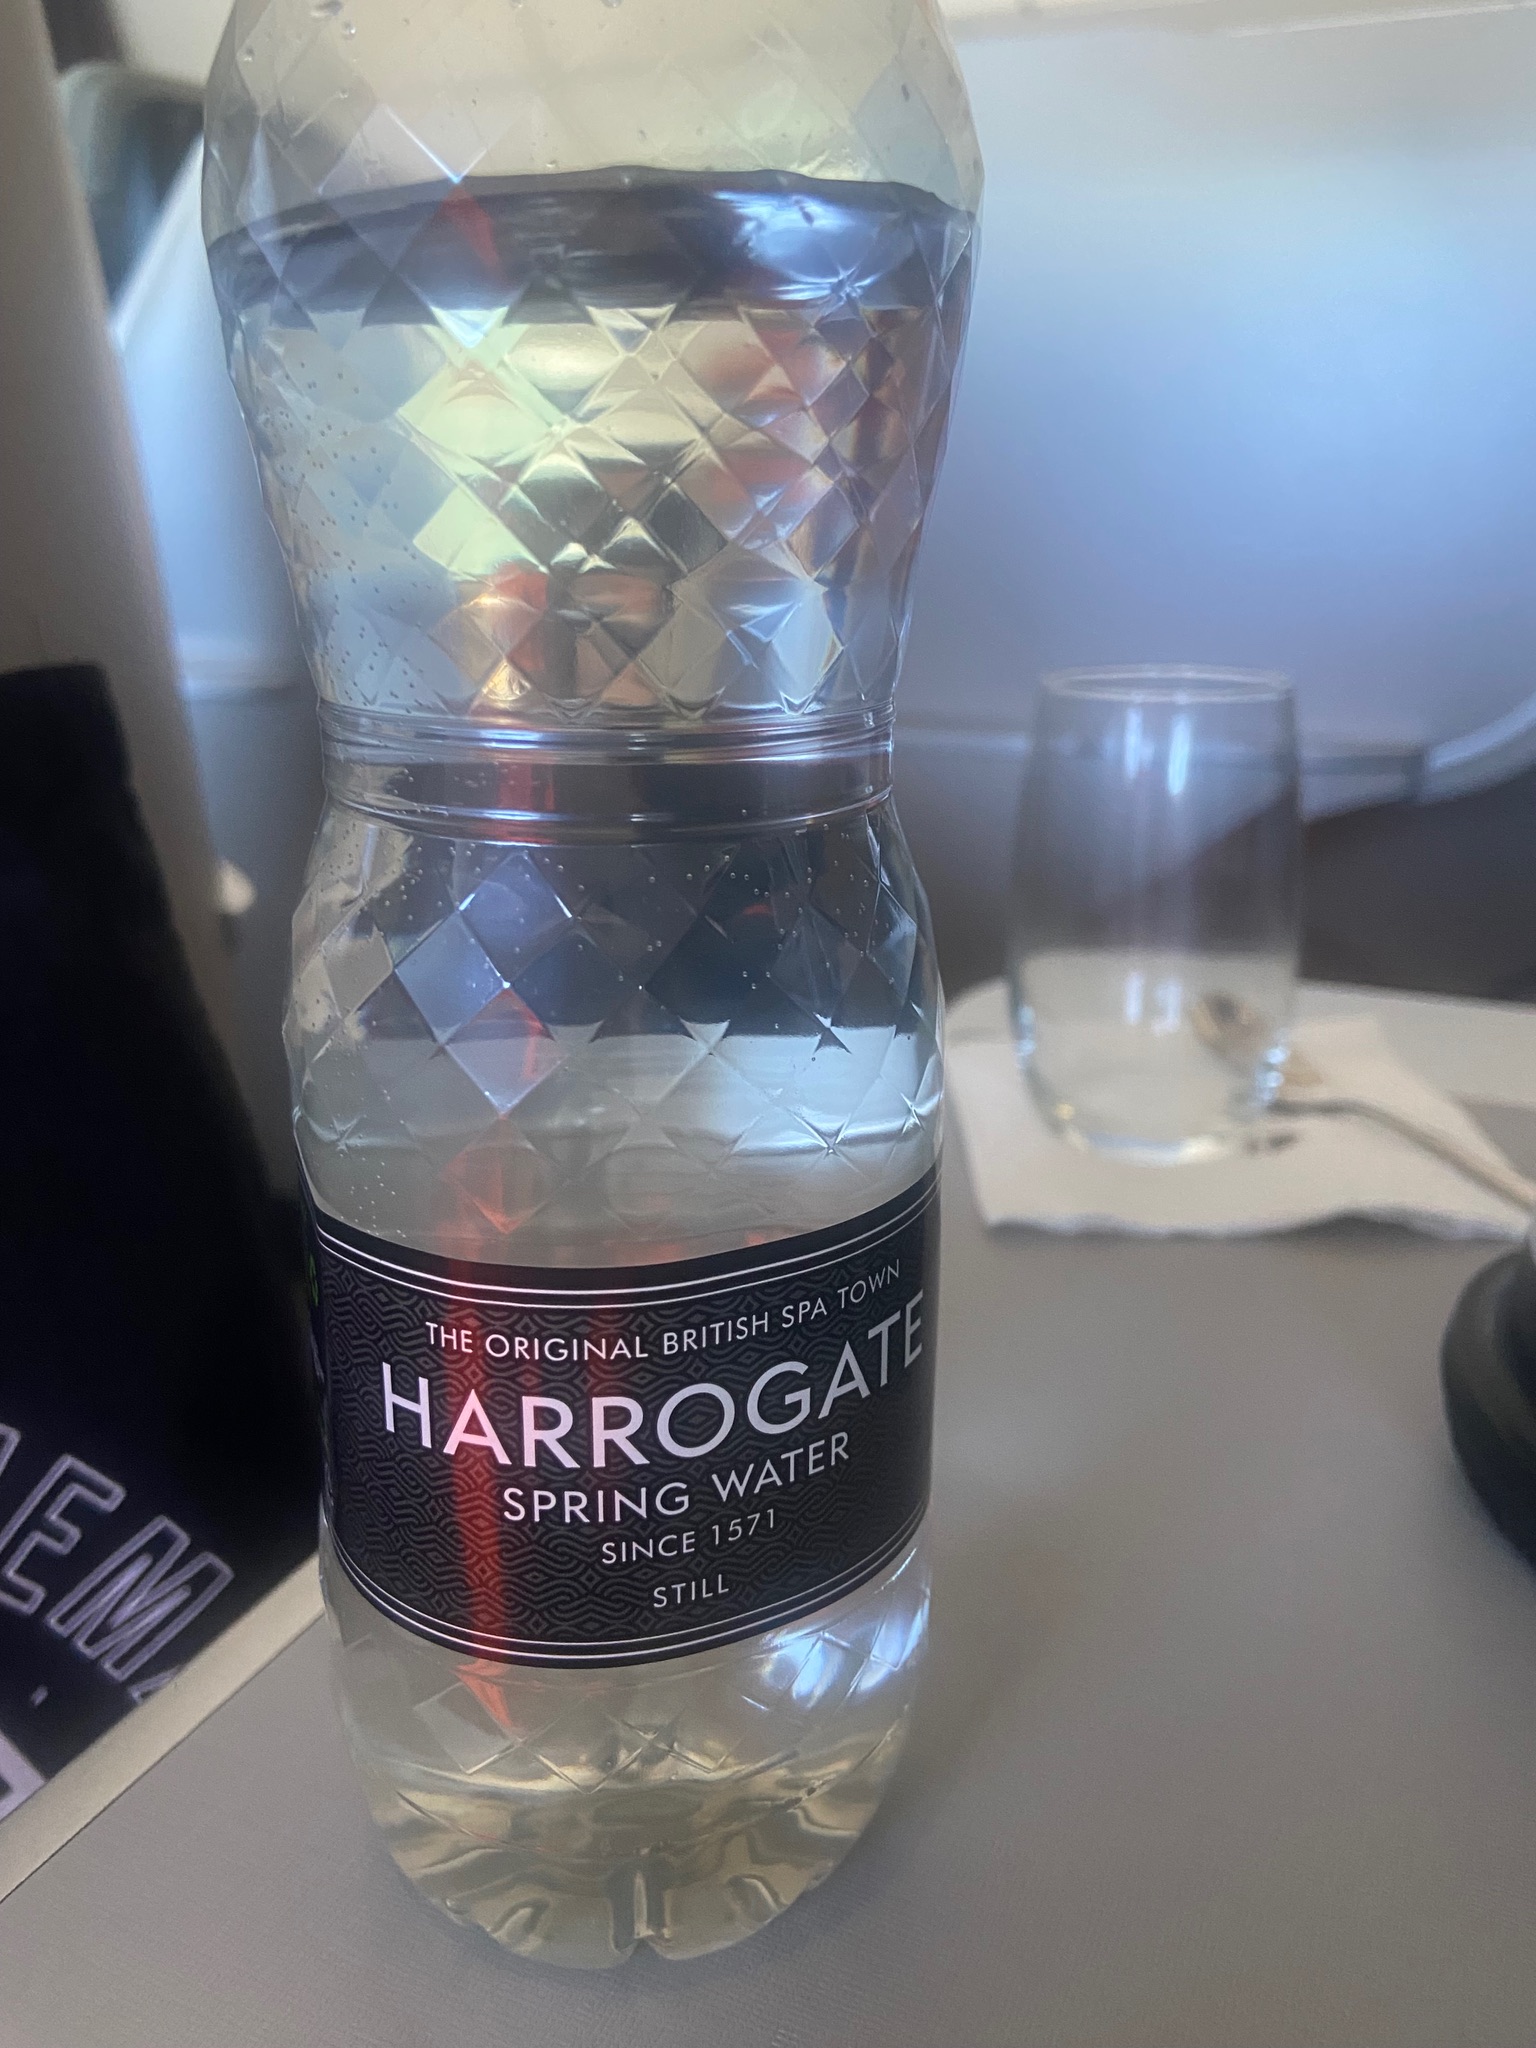 THE ORIGINAL BRITISH SPA TOWN
HARROGATE
SPRING WATER
SINCE 1571
STILL